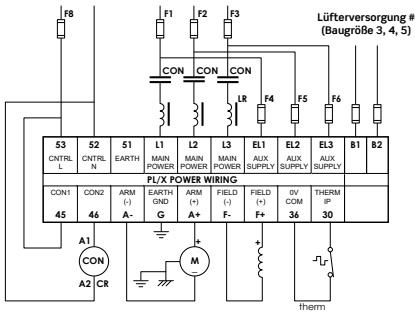 F8
F1
F2
F3
Lüfterversorgung #
(Baugröße 3, 4, 5)
CON CON CON
LR
F4
F5
F6
53 52 51 L1 L2 L3 EL1 EL2 EL3 B1 B2
CNTRL L
CNTRL N
EARTH
MAIN POWER
MAIN POWER
MAIN POWER
AUX SUPPLY
AUX SUPPLY
AUX SUPPLY
PL/X POWER WIRING
CON1
CON2
ARM (-)
EARTH GND
ARM (+)
FIELD (-)
FIELD (+)
0V COM
THERM IP
45 46 A- G A+ F- F+ 36 30
A1
CON
A2 CR
+
M
–
+
therm